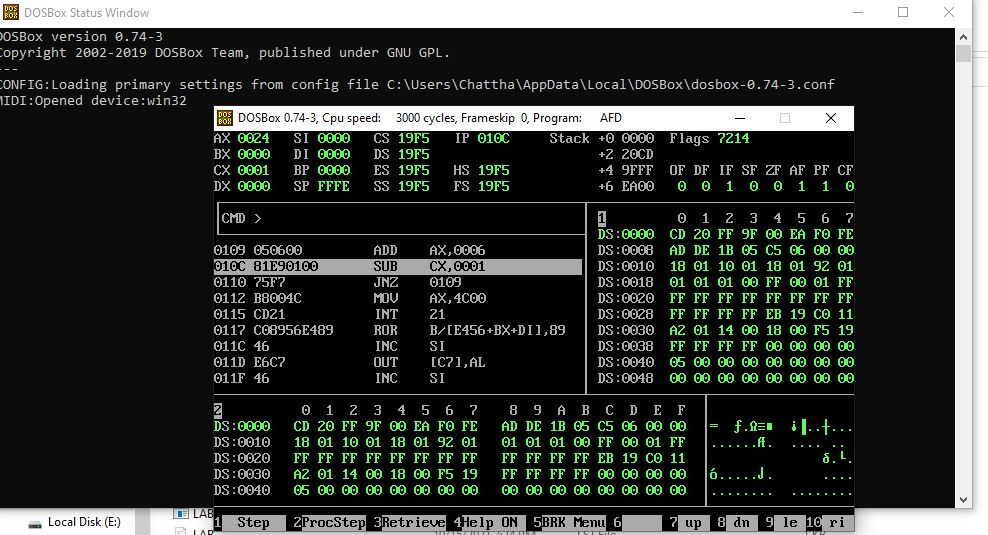 DOSBox Status Window
DOSBox version 0.74-3
Copyright 2002-2019 DOSBox Team, published under GNU GPL.
---
CONFIG:Loading primary settings from config file C:\Users\Chattha\AppData\Local\DOSBox\dosbox-0.74-3.conf
MIDI:Opened device:win32
DOSBox 0.74-3, Cpu speed: 3000 cycles, Frameskip 0, Program: AFD
AX 0024 SI 0000 CS 19F5 IP 010C Stack +0 0000 Flags 7214
BX 0000 DI 0000 DS 19F5 +2 20CD
CX 0001 BP 0000 ES 19F5 HS 19F5 +4 9FFF OF DF IF SF ZF AF PF CF
DX 0000 SP FFFE SS 19F5 FS 19F5 +6 EA00 0 0 1 0 0 1 1 0
CMD >
0109 050600 ADD AX,0006
010C 81E90100 SUB CX,0001
0110 75F7 JNZ 0109
0112 B8004C MOV AX,4C00
0115 CD21 INT 21
0117 C08956E489 ROR B/[E456+BX+DI],89
011C 46 INC SI
011D E6C7 OUT [C7],AL
011F 46 INC SI
1 0 1 2 3 4 5 6 7
DS:0000 CD 20 FF 9F 00 EA F0 FE
DS:0008 AD DE 1B 05 C5 06 00 00
DS:0010 18 01 10 01 18 01 92 01
DS:0018 01 01 01 00 FF 00 01 FF
DS:0020 FF FF FF FF FF FF FF FF
DS:0028 FF FF FF FF EB 19 C0 11
DS:0030 A2 01 14 00 18 00 F5 19
DS:0038 FF FF FF FF 00 00 00 00
DS:0040 05 00 00 00 00 00 00 00
DS:0048 00 00 00 00 00 00 00 00
2 0 1 2 3 4 5 6 7 8 9 A B C D E F
DS:0000 CD 20 FF 9F 00 EA F0 FE AD DE 1B 05 C5 06 00 00
DS:0010 18 01 10 01 18 01 92 01 01 01 01 00 FF 00 01 FF
DS:0020 FF FF FF FF FF FF FF FF FF FF FF FF EB 19 C0 11
DS:0030 A2 01 14 00 18 00 F5 19 FF FF FF FF 00 00 00 00
DS:0040 05 00 00 00 00 00 00 00 00 00 00 00 00 00 00 00
= ƒ.Ω≡■ ¡▐..┼...
......Æ. .... ..
δ.└.
ó.....⌡. ....
........ ........
1 Step 2ProcStep 3Retrieve 4Help ON 5BRK Menu 6 7 up 8 dn 9 le 10 ri
Local Disk (E:)
LAB